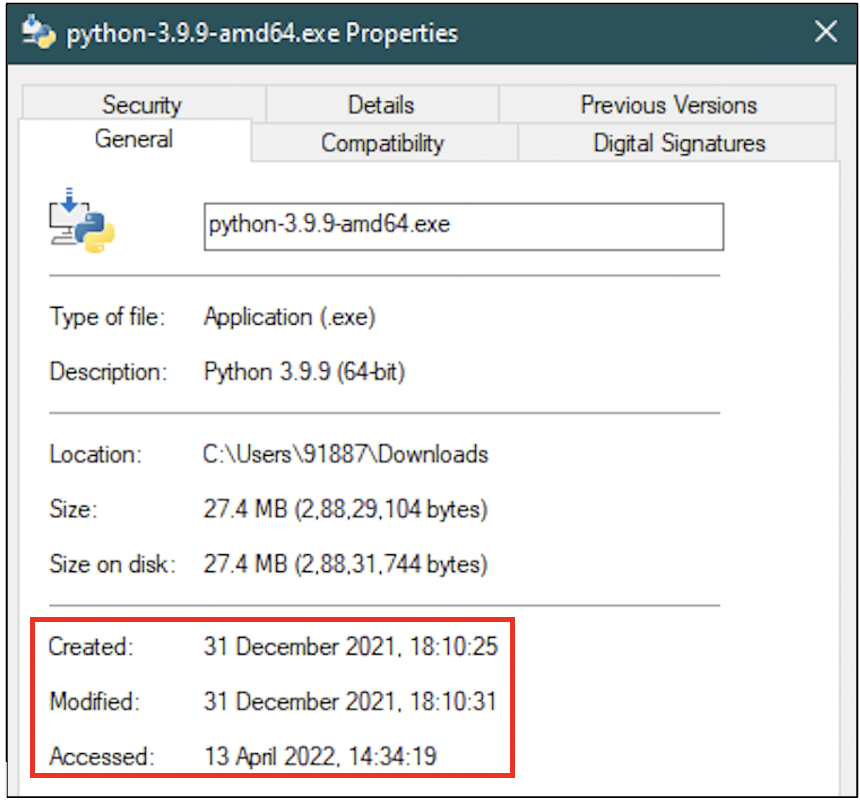 python-3.9.9-amd64.exe Properties
Security Details Previous Versions
General Compatibility Digital Signatures
python-3.9.9-amd64.exe
Type of file: Application (.exe)
Description: Python 3.9.9 (64-bit)
Location: C:\Users\91887\Downloads
Size: 27.4 MB (2,88,29,104 bytes)
Size on disk: 27.4 MB (2,88,31,744 bytes)
Created: 31 December 2021, 18:10:25
Modified: 31 December 2021, 18:10:31
Accessed: 13 April 2022, 14:34:19